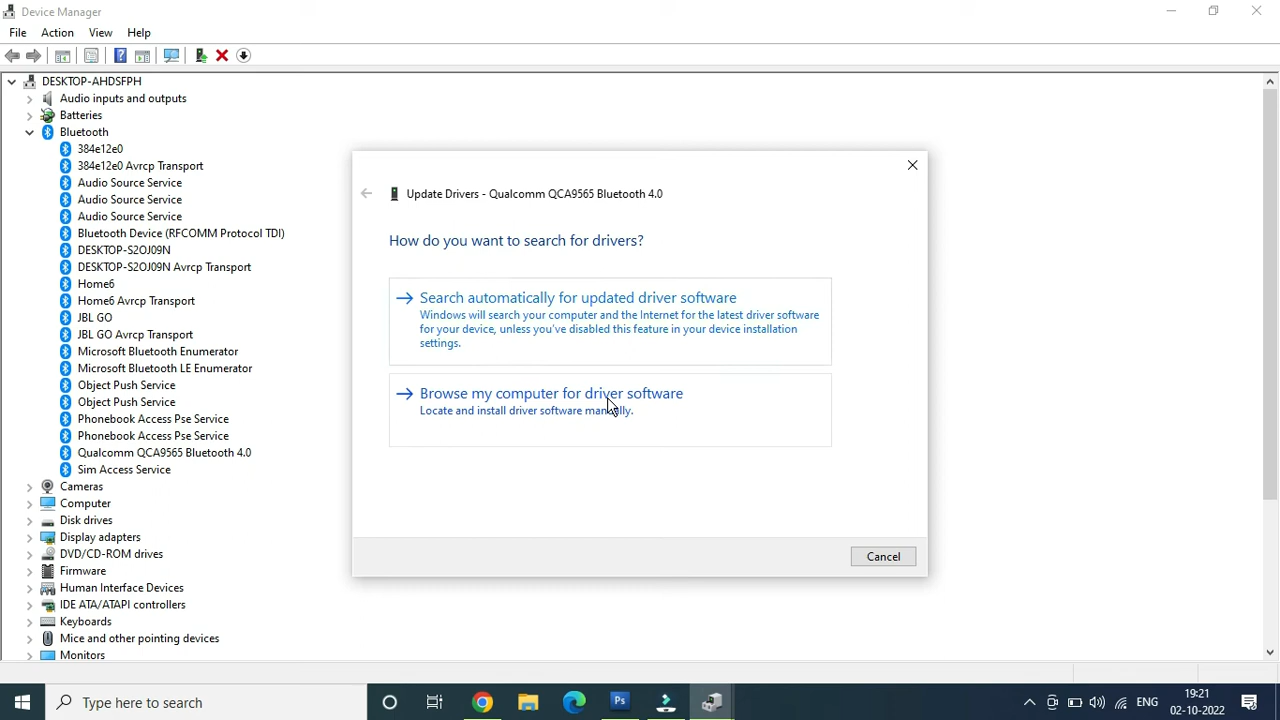 Device Manager
File Action View Help
DESKTOP-AHDSFPH
Audio inputs and outputs
Batteries
Bluetooth
384e12e0
384e12e0 Avrcp Transport
Audio Source Service
Audio Source Service
Audio Source Service
Bluetooth Device (RFCOMM Protocol TDI)
DESKTOP-S2OJ09N
DESKTOP-S2OJ09N Avrcp Transport
Home6
Home6 Avrcp Transport
JBL GO
JBL GO Avrcp Transport
Microsoft Bluetooth Enumerator
Microsoft Bluetooth LE Enumerator
Object Push Service
Object Push Service
Phonebook Access Pse Service
Phonebook Access Pse Service
Qualcomm QCA9565 Bluetooth 4.0
Sim Access Service
Cameras
Computer
Disk drives
Display adapters
DVD/CD-ROM drives
Firmware
Human Interface Devices
IDE ATA/ATAPI controllers
Keyboards
Mice and other pointing devices
Monitors
Update Drivers - Qualcomm QCA9565 Bluetooth 4.0
How do you want to search for drivers?
Search automatically for updated driver software
Windows will search your computer and the Internet for the latest driver software
for your device, unless you've disabled this feature in your device installation
settings.
Browse my computer for driver software
Locate and install driver software manually.
Cancel
Type here to search
Ps
ENG
19:21
02-10-2022